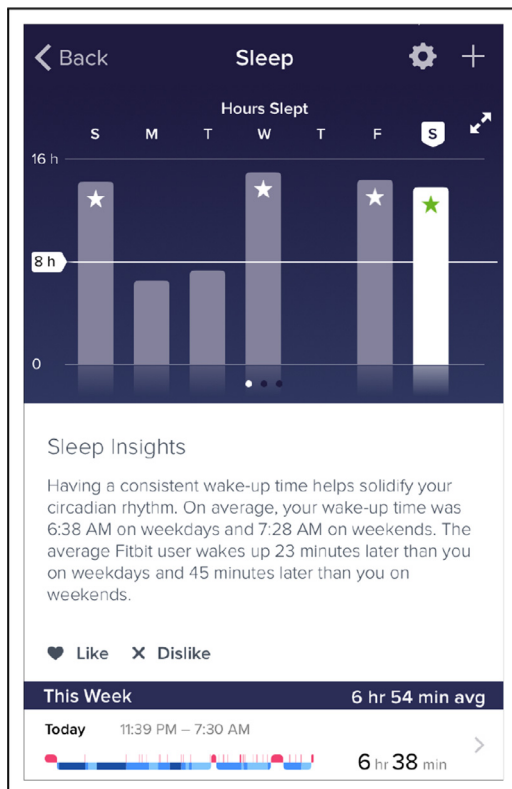 Back Sleep
Hours Slept
S M T W T F S
16 h
8 h
0
Sleep Insights
Having a consistent wake-up time helps solidify your
circadian rhythm. On average, your wake-up time was
6:38 AM on weekdays and 7:28 AM on weekends. The
average Fitbit user wakes up 23 minutes later than you
on weekdays and 45 minutes later than you on
weekends.
Like Dislike
This Week 6 hr 54 min avg
Today 11:39 PM – 7:30 AM
6 hr 38 min